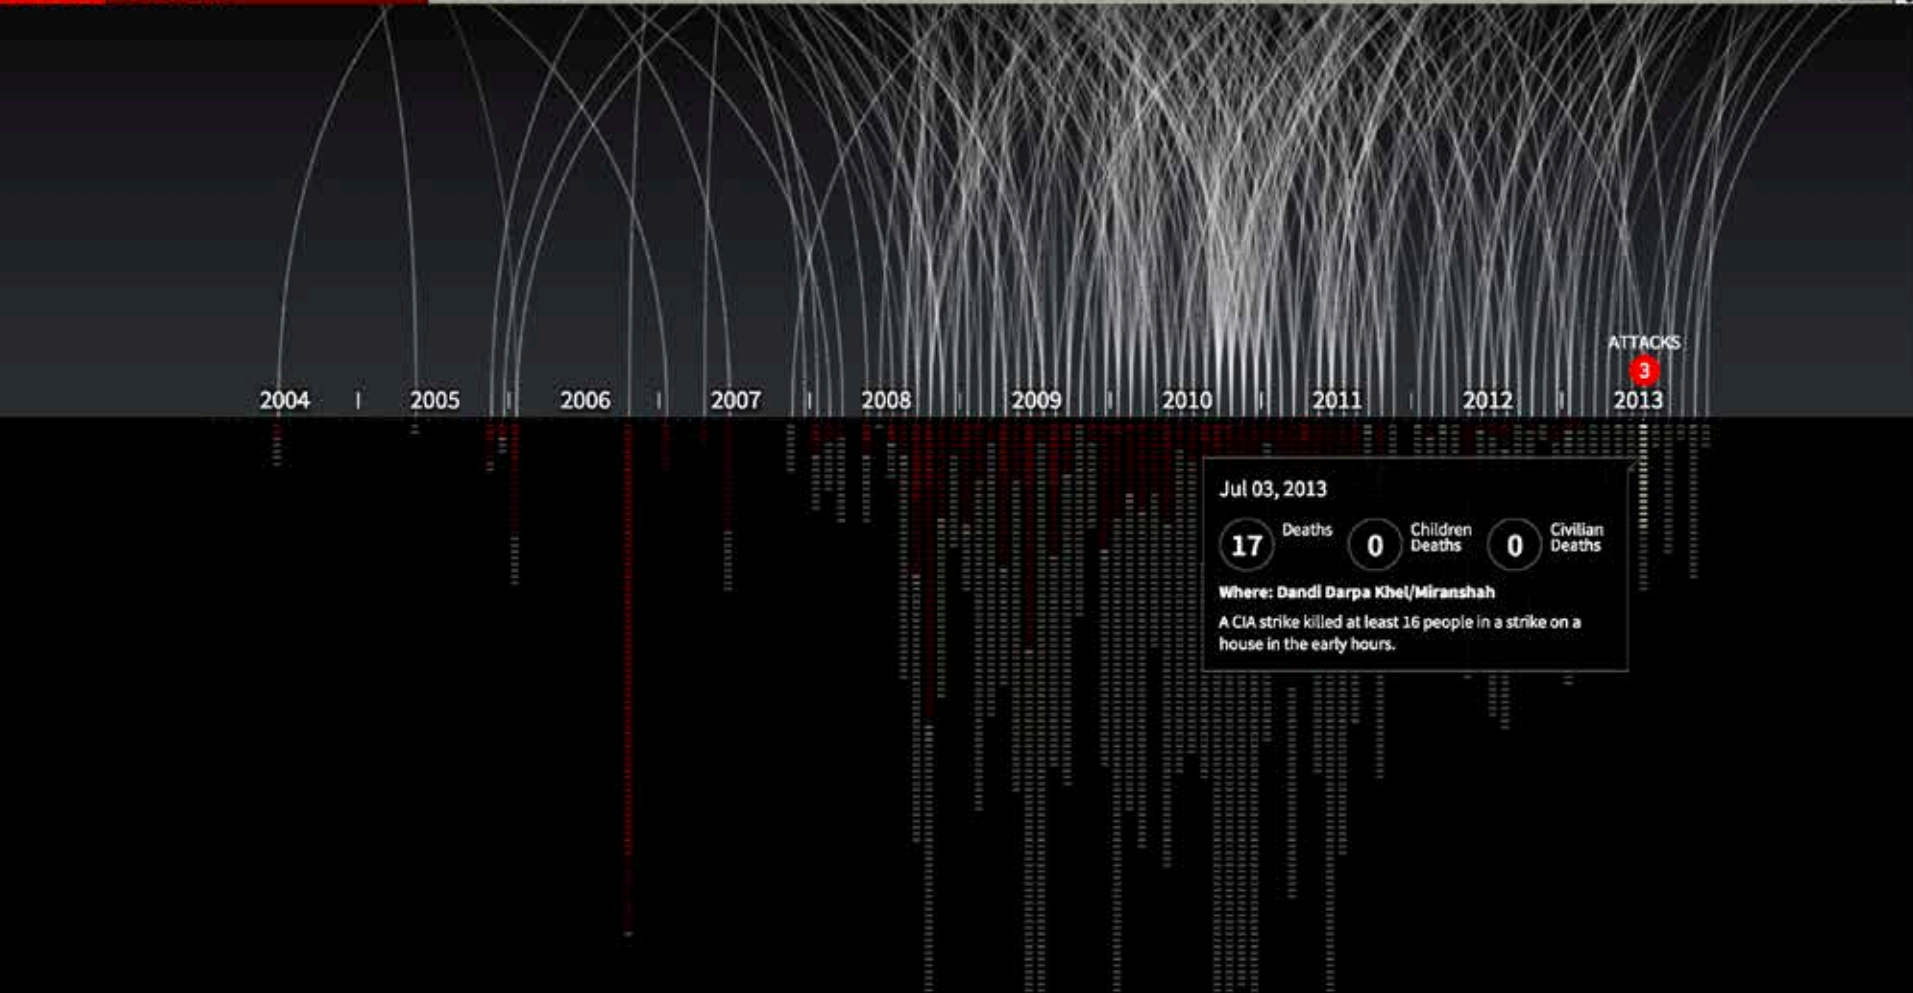 ATTACKS
3
2004 | 2005 | 2006 | 2007 | 2008 | 2009 | 2010 | 2011 | 2012 | 2013
Jul 03, 2013
17 Deaths 0 Children Deaths 0 Civilian Deaths
Where: Dandi Darpa Khel/Miranshah
A CIA strike killed at least 16 people in a strike on a
house in the early hours.